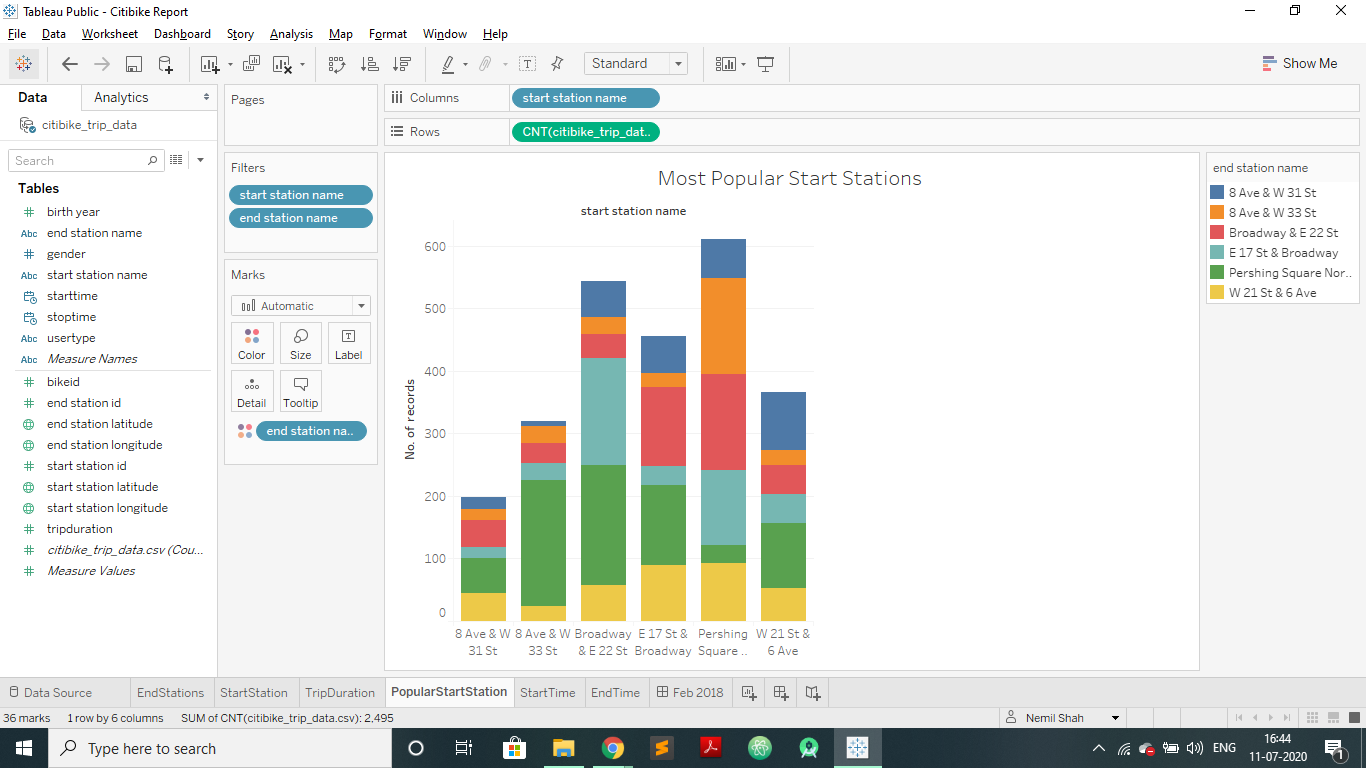 Tableau Public - Citibike Report
File Data Worksheet Dashboard Story Analysis Map Format Window Help
Standard
Show Me
Data Analytics
citibike_trip_data
Search
Tables
birth year
Abc end station name
gender
Abc start station name
starttime
stoptime
Abc usertype
Abc Measure Names
bikeid
end station id
end station latitude
end station longitude
start station id
start station latitude
start station longitude
tripduration
citibike_trip_data.csv (Cou...
Measure Values
Pages
Filters
start station name
end station name
Marks
Automatic
Color Size Label
Detail Tooltip
end station na..
Columns start station name
Rows CNT(citibike_trip_dat..
Most Popular Start Stations
start station name
No. of records
600
500
400
300
200
100
0
8 Ave & W 31 St
8 Ave & W 33 St
Broadway & E 22 St
E 17 St & Broadway
Pershing Square ..
W 21 St & 6 Ave
end station name
8 Ave & W 31 St
8 Ave & W 33 St
Broadway & E 22 St
E 17 St & Broadway
Pershing Square Nor..
W 21 St & 6 Ave
Data Source EndStations StartStation TripDuration PopularStartStation StartTime EndTime Feb 2018
36 marks 1 row by 6 columns SUM of CNT(citibike_trip_data.csv): 2,495 Nemil Shah
Type here to search
ENG
16:44
11-07-2020
1